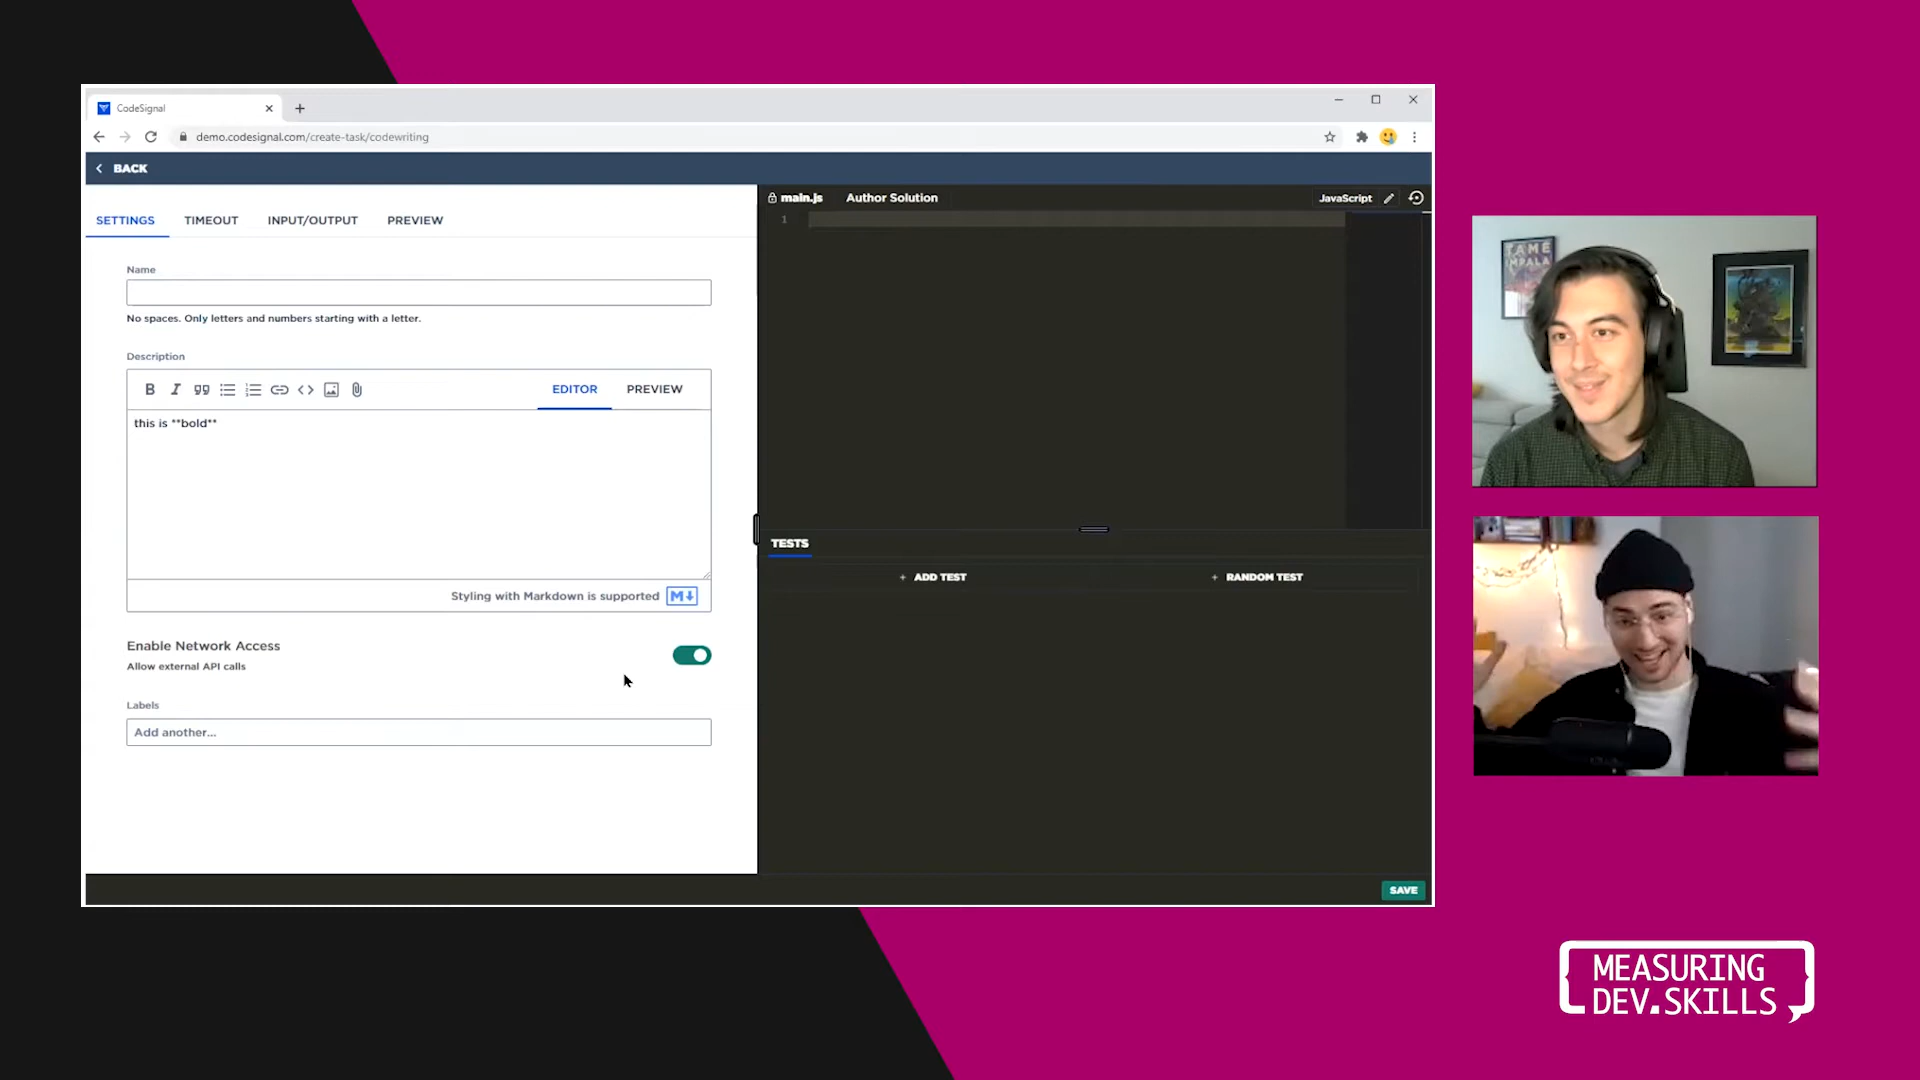 CodeSignal
demo.codesignal.com/create-task/codewriting
BACK
SETTINGS TIMEOUT INPUT/OUTPUT PREVIEW
Name
No spaces. Only letters and numbers starting with a letter.
Description
B I EDITOR PREVIEW
this is **bold**
Styling with Markdown is supported M
Enable Network Access
Allow external API calls
Labels
Add another...
main.js Author Solution JavaScript
1
TESTS
+ ADD TEST + RANDOM TEST
SAVE
TAME
IMPALA
MEASURING
DEV.SKILLS